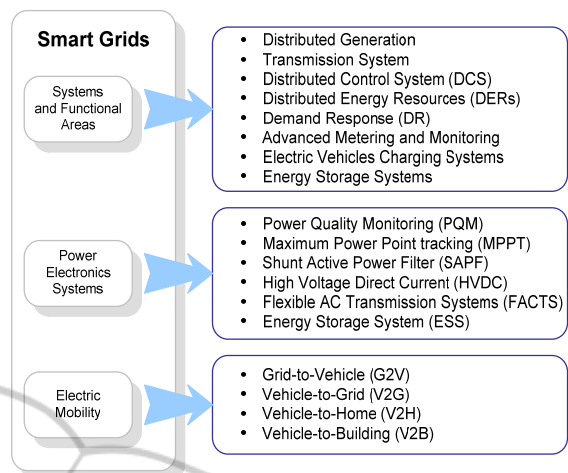 Smart Grids
Systems
and Functional
Areas
• Distributed Generation
• Transmission System
• Distributed Control System (DCS)
• Distributed Energy Resources (DERs)
• Demand Response (DR)
• Advanced Metering and Monitoring
• Electric Vehicles Charging Systems
• Energy Storage Systems
Power
Electronics
Systems
• Power Quality Monitoring (PQM)
• Maximum Power Point tracking (MPPT)
• Shunt Active Power Filter (SAPF)
• High Voltage Direct Current (HVDC)
• Flexible AC Transmission Systems (FACTS)
• Energy Storage System (ESS)
Electric
Mobility
• Grid-to-Vehicle (G2V)
• Vehicle-to-Grid (V2G)
• Vehicle-to-Home (V2H)
• Vehicle-to-Building (V2B)